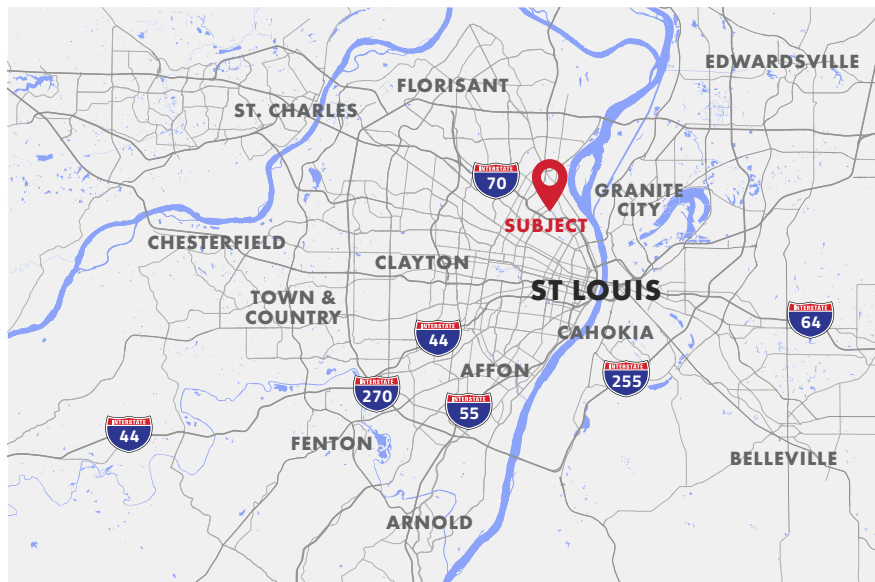 EDWARDSVILLE
FLORISANT
ST. CHARLES
INTERSTATE
70
GRANITE
CITY
SUBJECT
CHESTERFIELD
CLAYTON
ST LOUIS
TOWN &
COUNTRY
INTERSTATE
64
CAHOKIA
INTERSTATE
44
AFFON
INTERSTATE
255
INTERSTATE
270
INTERSTATE
55
INTERSTATE
44
FENTON
BELLEVILLE
ARNOLD